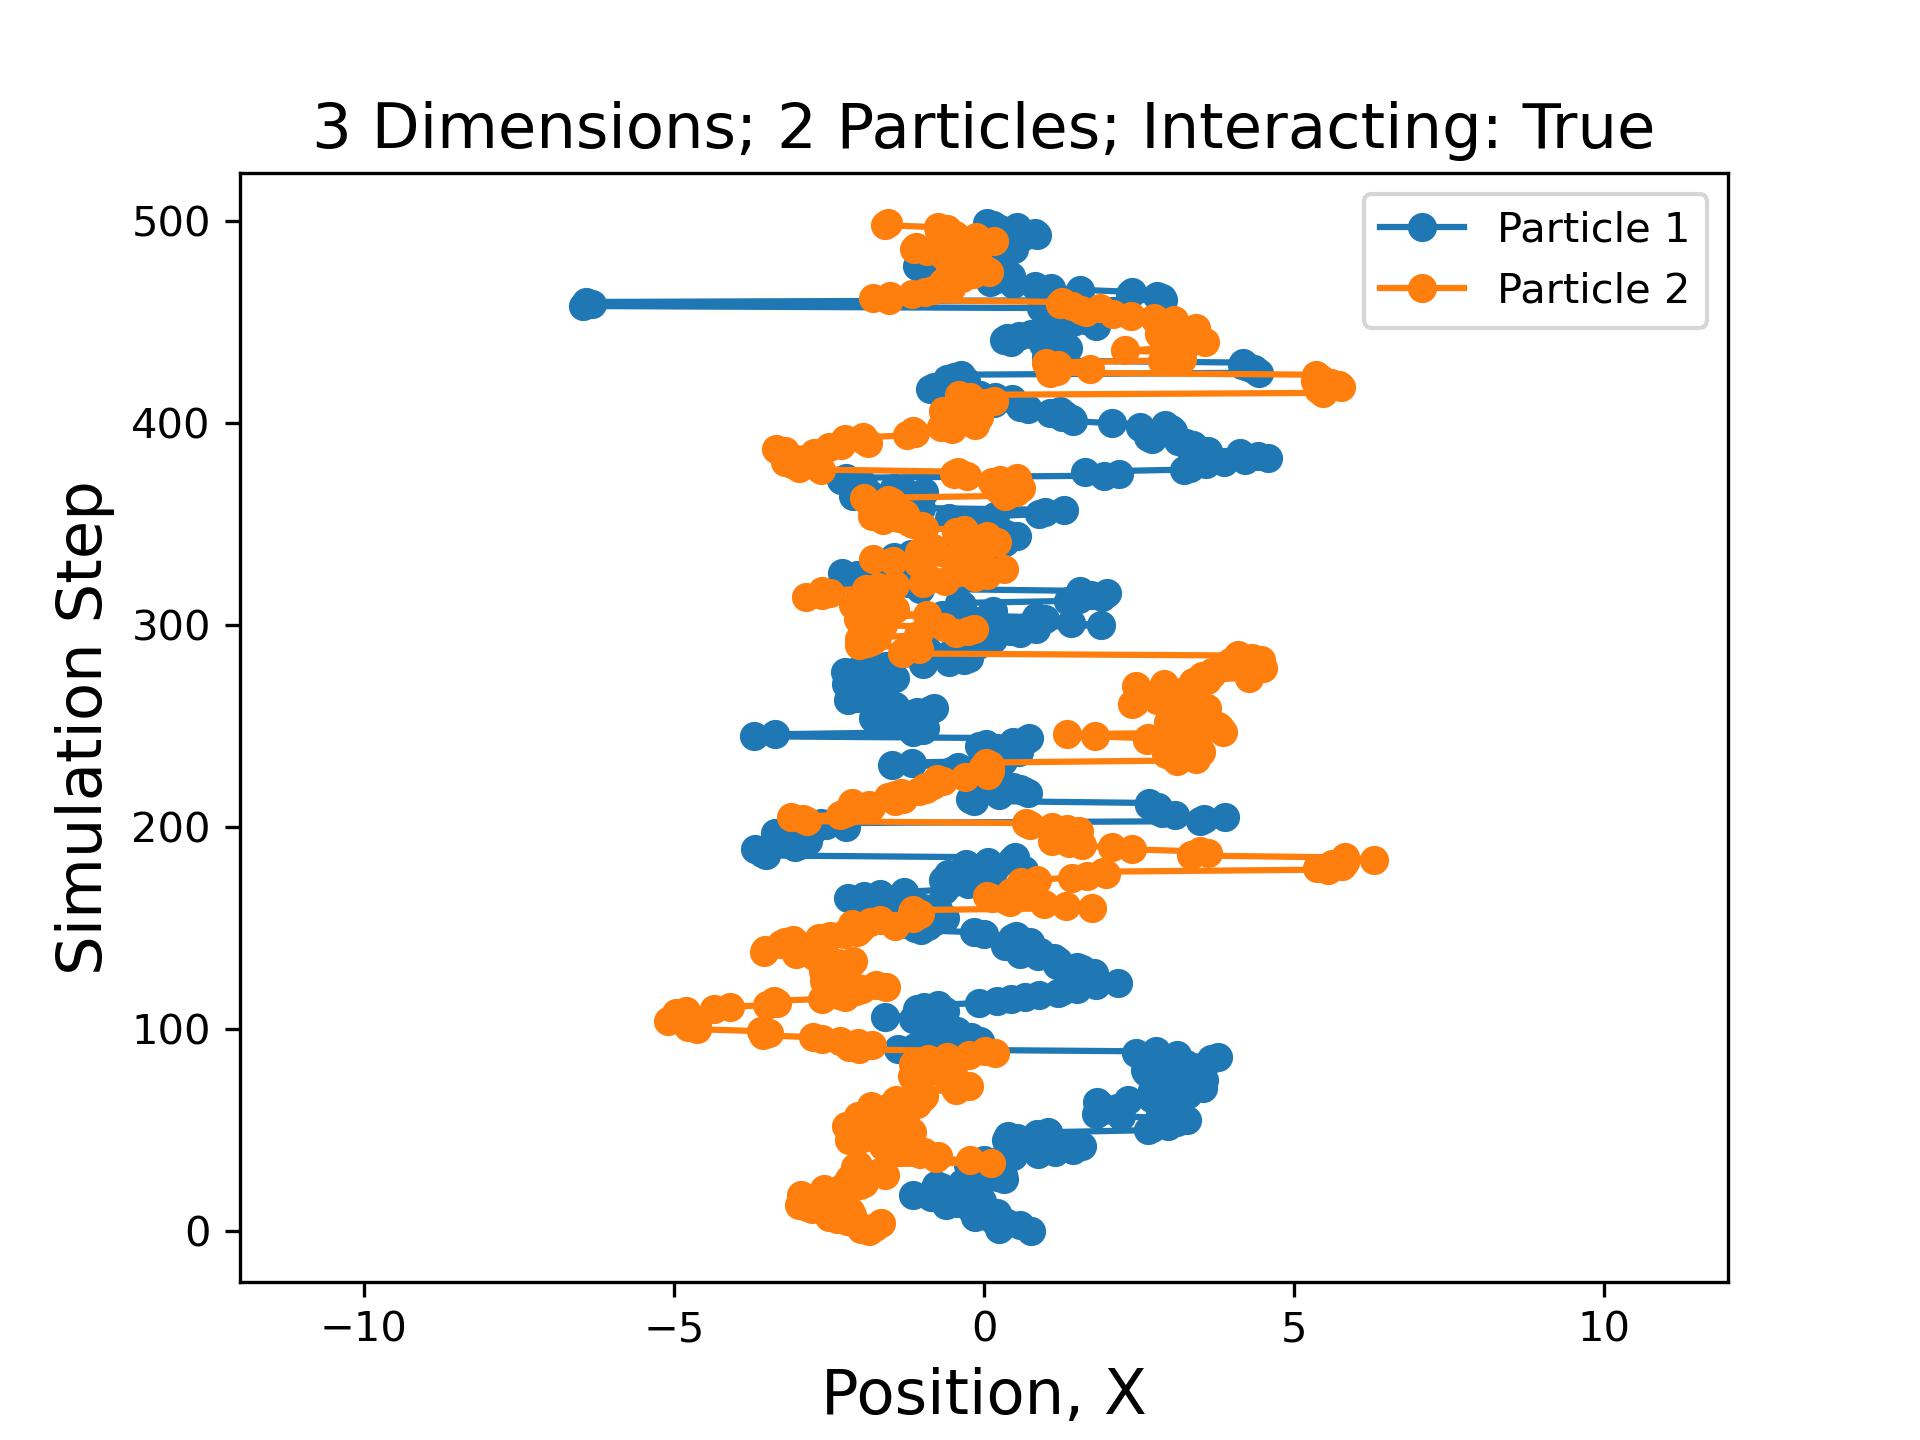 3 Dimensions; 2 Particles; Interacting: True
Particle 1
Particle 2
Simulation Step
500
400
300
200
100
0
−10
−5
0
5
10
Position, X